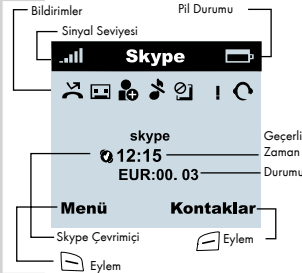 Bildirimler
Pil Durumu
Sinyal Seviyesi
Skype
skype
Geçerli
12:15
Zaman
EUR:00. 03
Durumu
Menü
Kontaklar
Skype Çevrimiçi
Eylem
Eylem